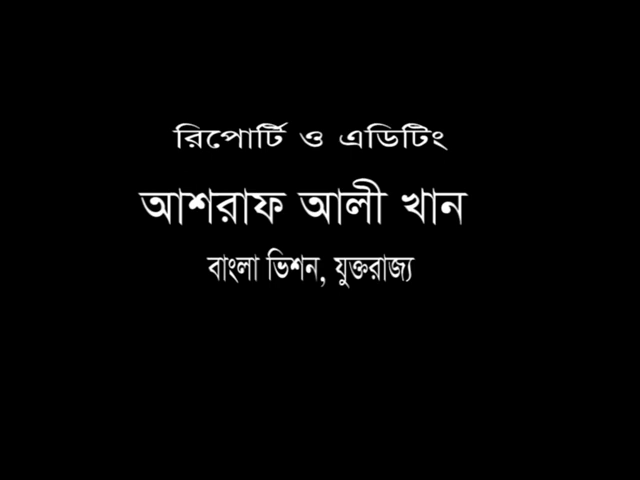 রিপোর্টি ও এডিটিং
আশরাফ আলী খান
বাংলা ভিশন, যুক্তরাজ্য